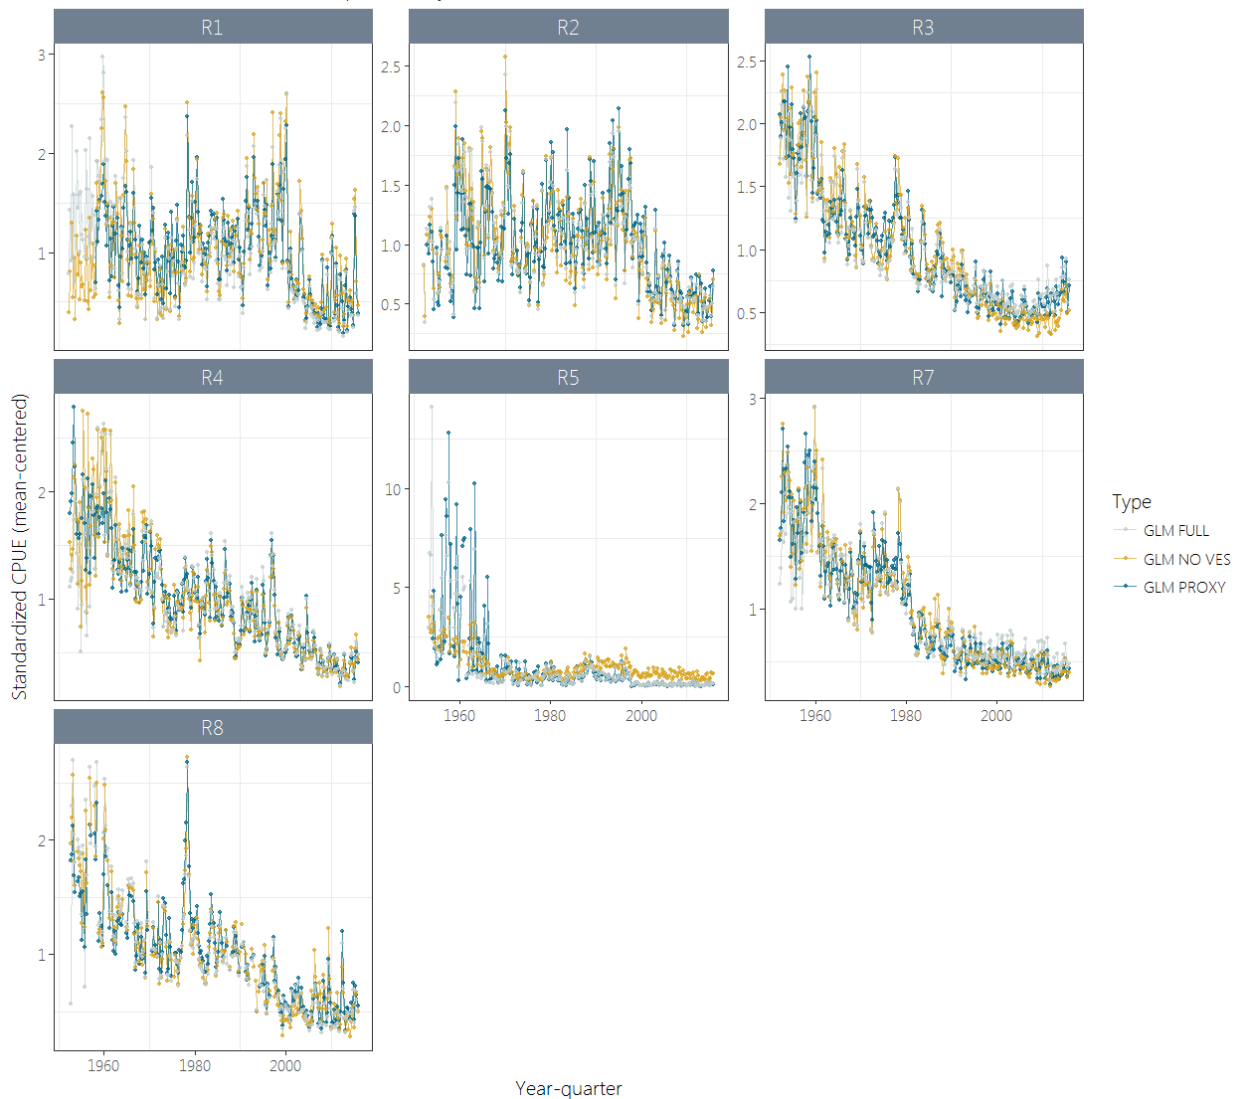 R1
R2
R3
3
2
1
2.5
2.0
1.5
1.0
0.5
2.5
2.0
1.5
1.0
0.5
R4
R5
R7
Standardized CPUE (mean-centered)
2
1
10
5
0
3
2
1
1960
1980
2000
1960
1980
2000
Type
GLM FULL
GLM NO VES
GLM PROXY
R8
2
1
1960
1980
2000
Year-quarter